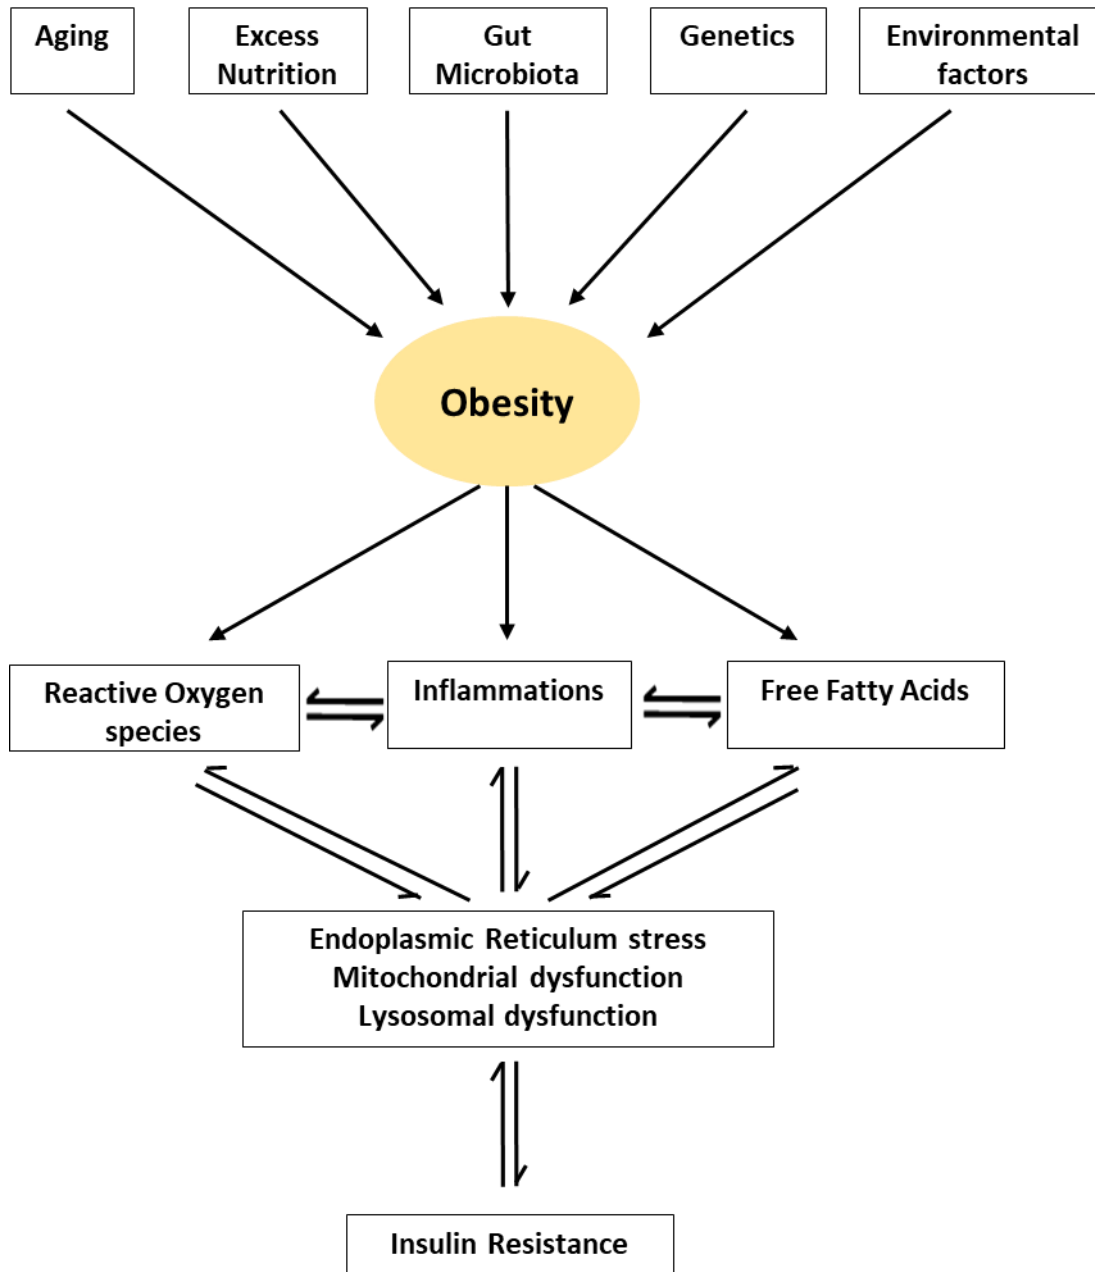 Aging
Excess
Nutrition
Gut
Microbiota
Genetics
Environmental
factors
Obesity
Reactive Oxygen
species
Inflammations
Free Fatty Acids
Endoplasmic Reticulum stress
Mitochondrial dysfunction
Lysosomal dysfunction
Insulin Resistance